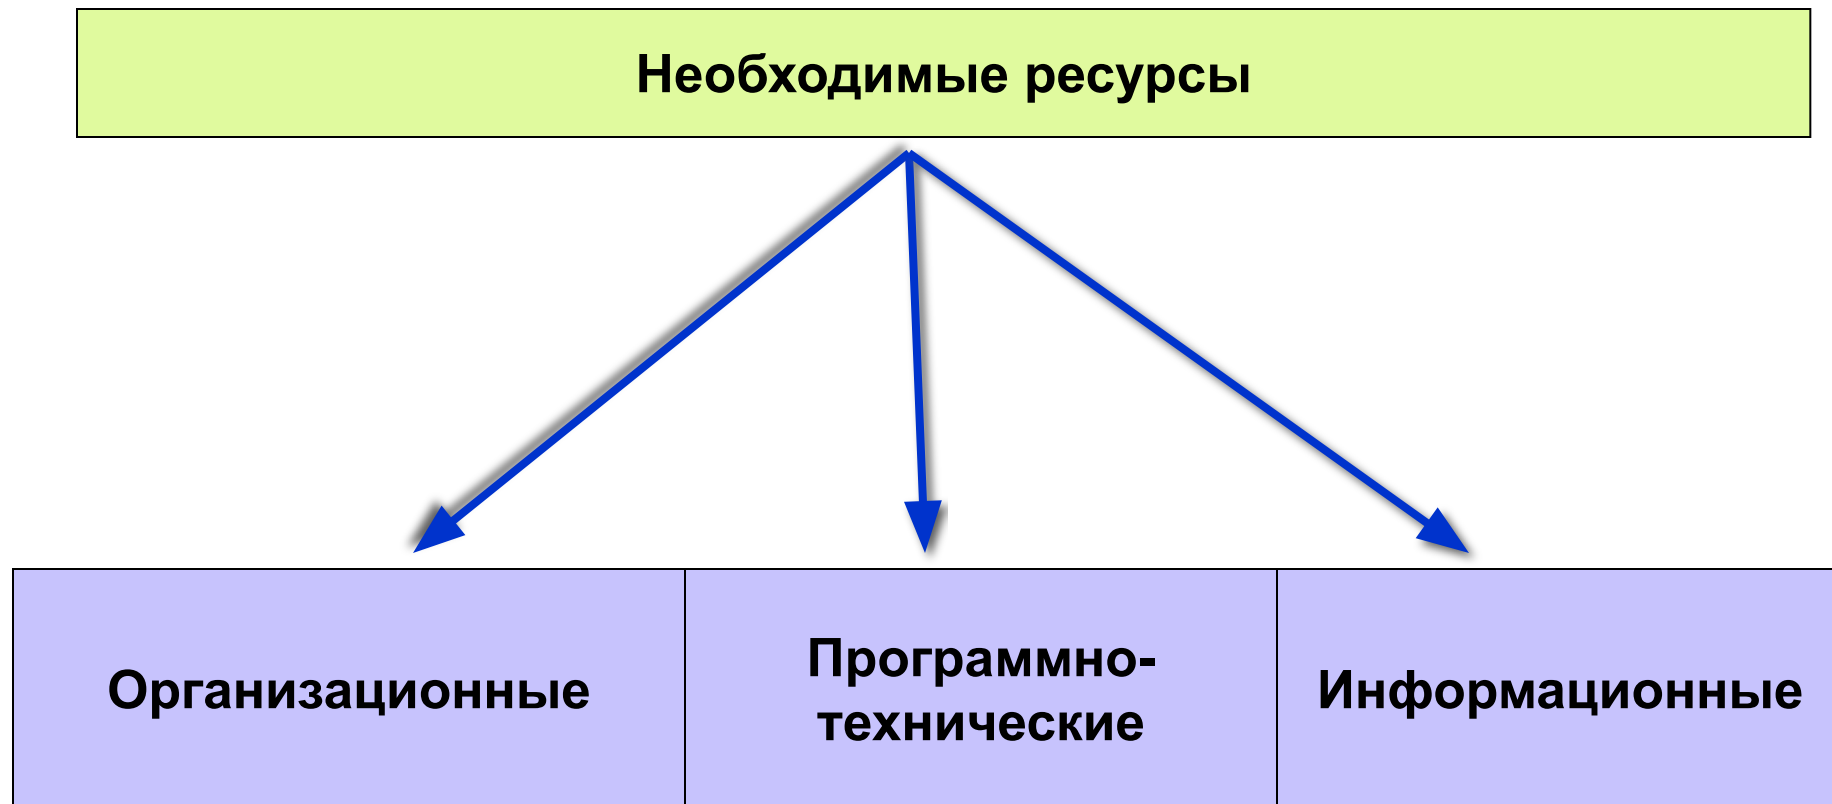 Необходимые ресурсы
Организационные
Программно-
технические
Информационные